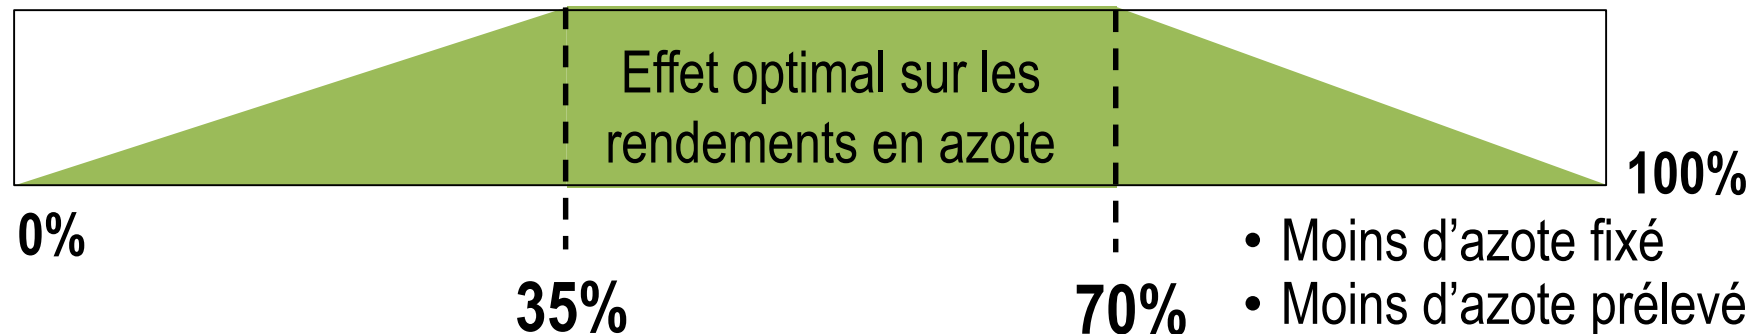 Effet optimal sur les
rendements en azote
0%
35%
70%
100%
• Moins d’azote fixé
• Moins d’azote prélevé